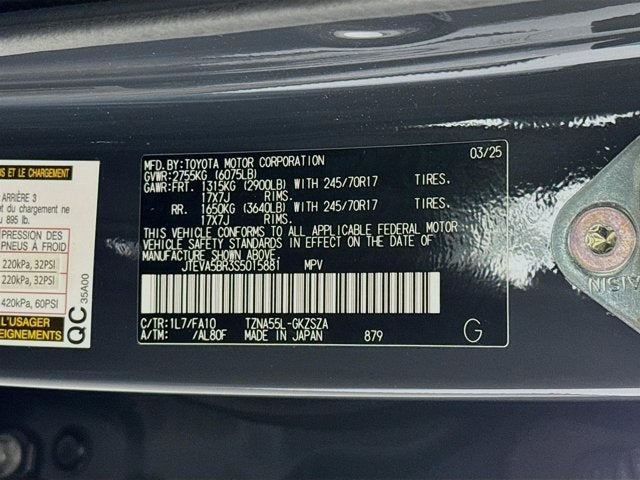 ARRIÈRE 3
t du chargement ne
u 895 lb.
PRESSION DES
PNEUS À FROID
220kPa, 32PSI
220kPa, 32PSI
420kPa, 60PSI
L'USAGER
QC
35A00
MFD.BY:TOYOTA MOTOR CORPORATION 03/25
GVWR:2755KG (6075LB)
GAWR:FRT. 1315KG (2900LB) WITH 245/70R17 TIRES.
17X7J RIMS.
RR. 1650KG (3640LB) WITH 245/70R17 TIRES.
17X7J RIMS.
THIS VEHICLE CONFORMS TO ALL APPLICABLE FEDERAL MOTOR
VEHICLE SAFETY STANDARDS IN EFFECT ON THE DATE OF
MANUFACTURE SHOWN ABOVE.
JTEVA5BR3S5015881 MPV
C/TR:1L7/FA10 TZNA55L-GKZSZA
A/TM: /AL80F MADE IN JAPAN 879
G
AISIN